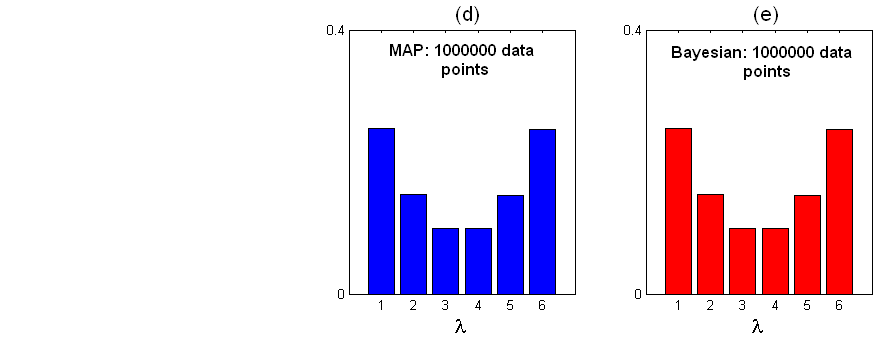 (d)
0.4
MAP: 1000000 data
points
0
1 2 3 4 5 6
λ
(e)
0.4
Bayesian: 1000000 data
points
0
1 2 3 4 5 6
λ